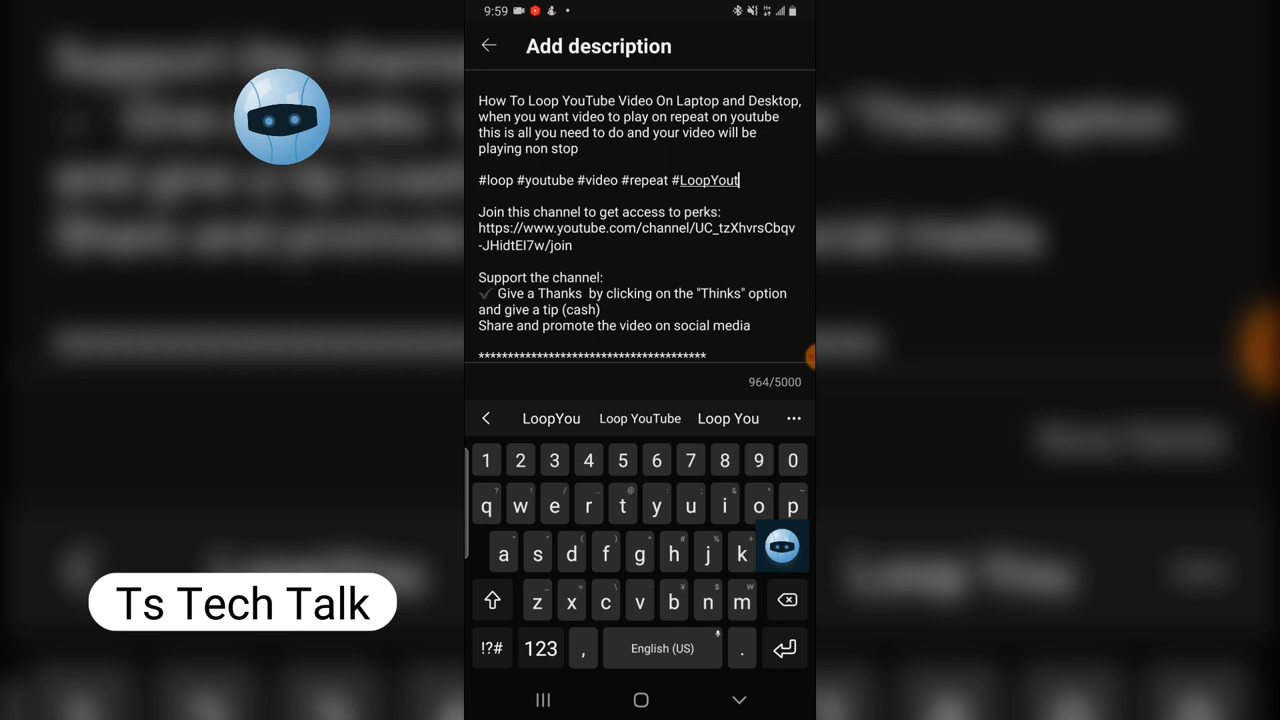 9:59
Add description
How To Loop YouTube Video On Laptop and Desktop,
when you want video to play on repeat on youtube
this is all you need to do and your video will be
playing non stop
#loop #youtube #video #repeat #LoopYout
Join this channel to get access to perks:
https://www.youtube.com/channel/UC_tzXhvrsCbqv
-JHidtEI7w/join
Support the channel:
✔ Give a Thanks  by clicking on the "Thinks" option
and give a tip (cash)
Share and promote the video on social media
***************************************
964/5000
LoopYou Loop YouTube Loop You
1 2 3 4 5 6 7 8 9 0
q w e r t y u i o p
a s d f g h j k
z x c v b n m
!?# 123 , English (US) .
Ts Tech Talk